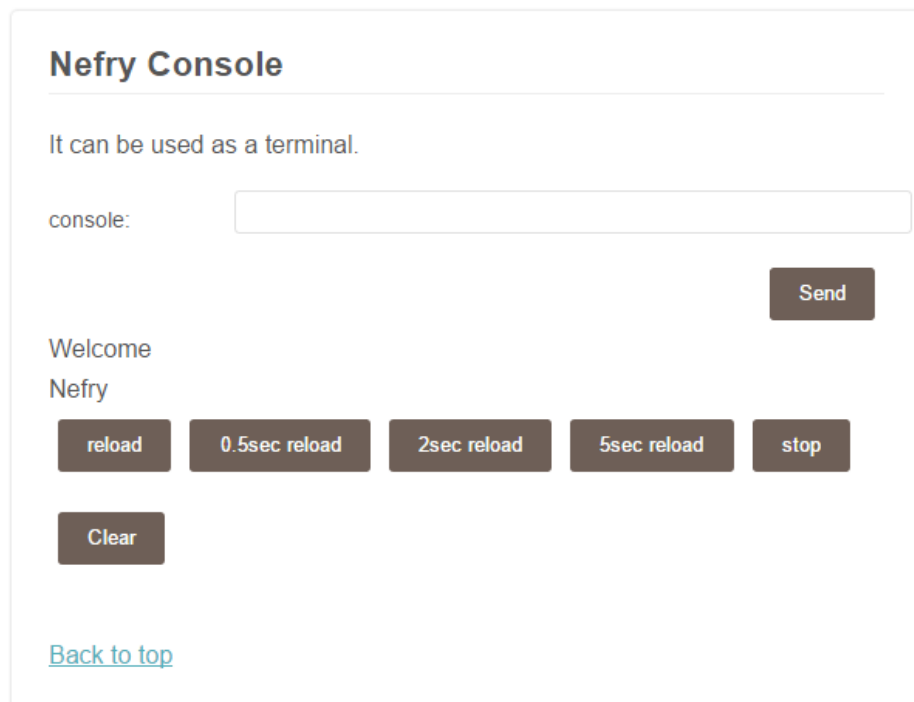 Nefry Console
It can be used as a terminal.
console:
Send
Welcome
Nefry
reload 0.5sec reload 2sec reload 5sec reload stop
Clear
Back to top